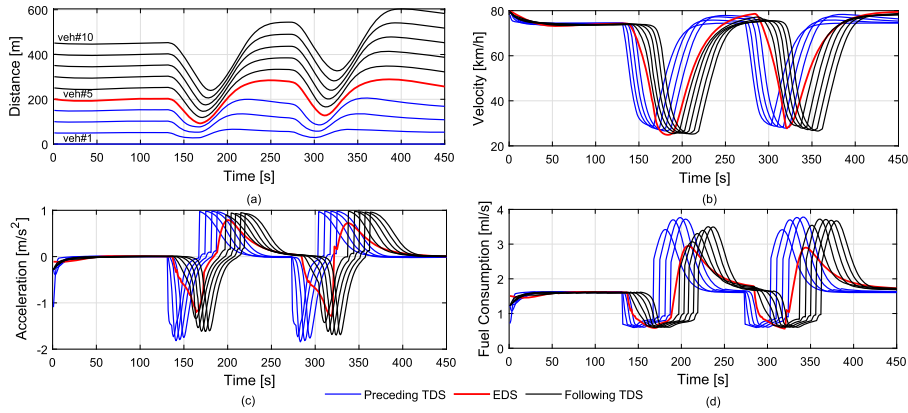 600
400
200
0
Distance [m]
veh#10
veh#5
veh#1
0 50 100 150 200 250 300 350 400 450
Time [s]
(a)
80
60
40
20
Velocity [km/h]
0 50 100 150 200 250 300 350 400 450
Time [s]
(b)
1
0
-1
-2
Acceleration [m/s²]
0 50 100 150 200 250 300 350 400 450
Time [s]
(c)
4
3
2
1
0
Fuel Consumption [ml/s]
0 50 100 150 200 250 300 350 400 450
Time [s]
(d)
Preceding TDS EDS Following TDS